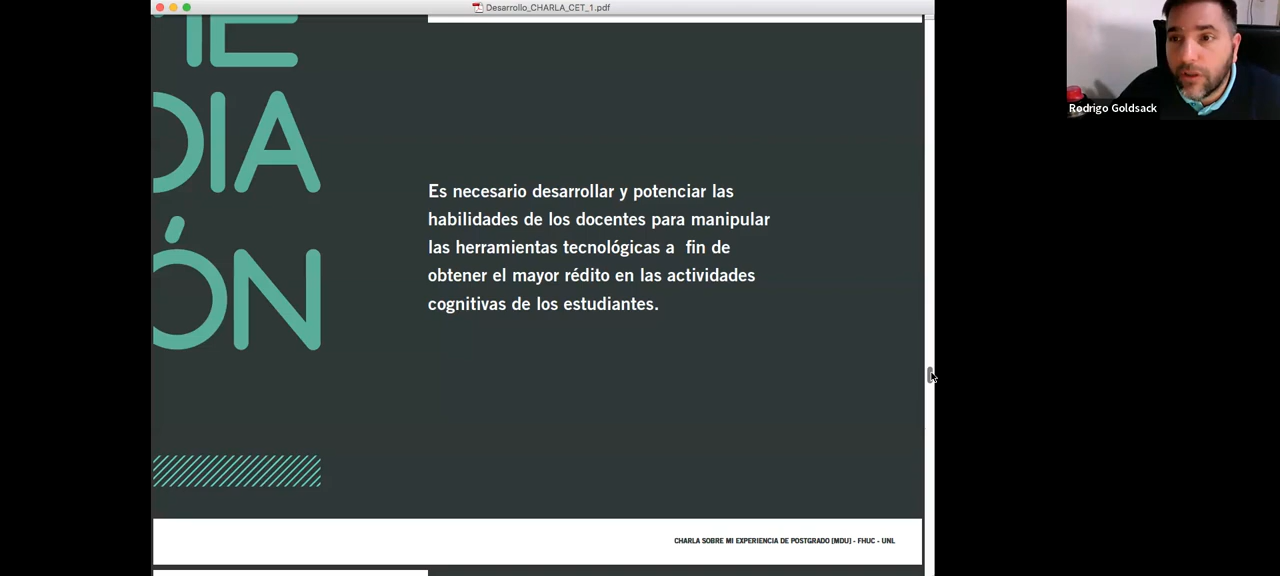 Desarrollo_CHARLA_CET_1.pdf
Rodrigo Goldsack
DIA
ÓN
Es necesario desarrollar y potenciar las
habilidades de los docentes para manipular
las herramientas tecnológicas a fin de
obtener el mayor rédito en las actividades
cognitivas de los estudiantes.
CHARLA SOBRE MI EXPERIENCIA DE POSTGRADO [MDU] - FHUC - UNL